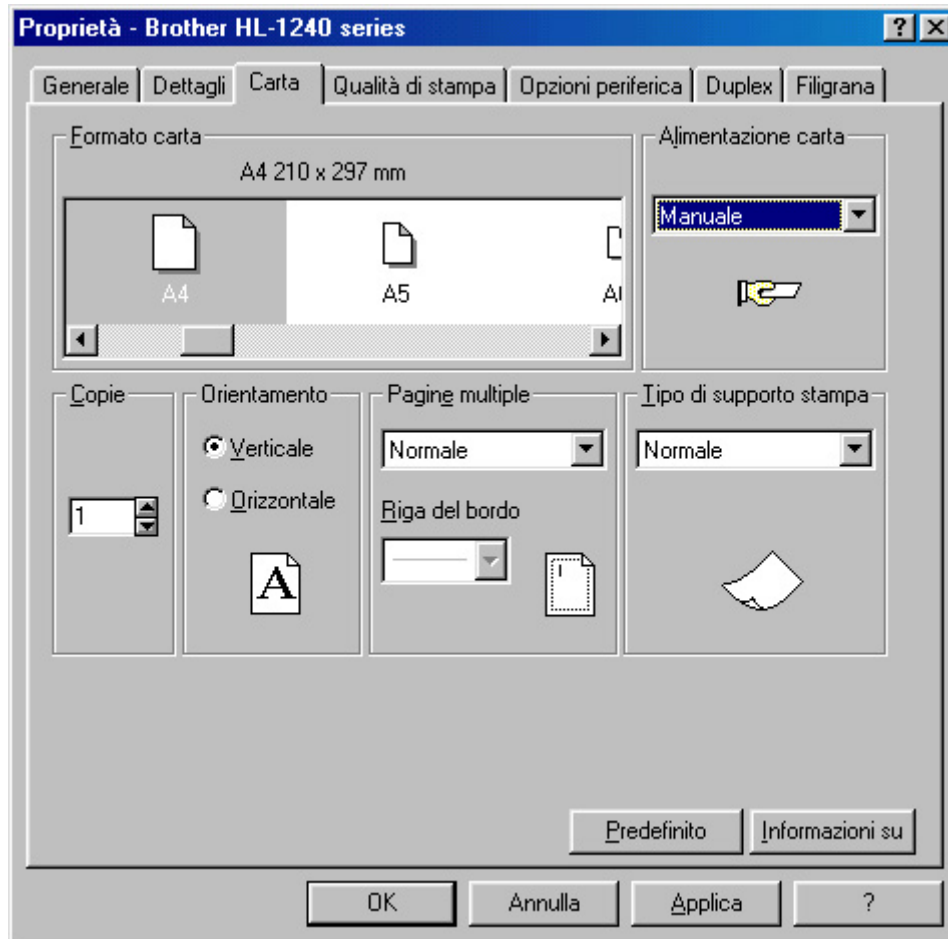 Proprietà - Brother HL-1240 series
Generale Dettagli Carta Qualità di stampa Opzioni periferica Duplex Filigrana
Formato carta
A4 210 x 297 mm
A4 A5
Alimentazione carta
Manuale
Copie
1
Orientamento
Verticale
Orizzontale
A
Pagine multiple
Normale
Riga del bordo
Tipo di supporto stampa
Normale
Predefinito Informazioni su
OK Annulla Applica ?